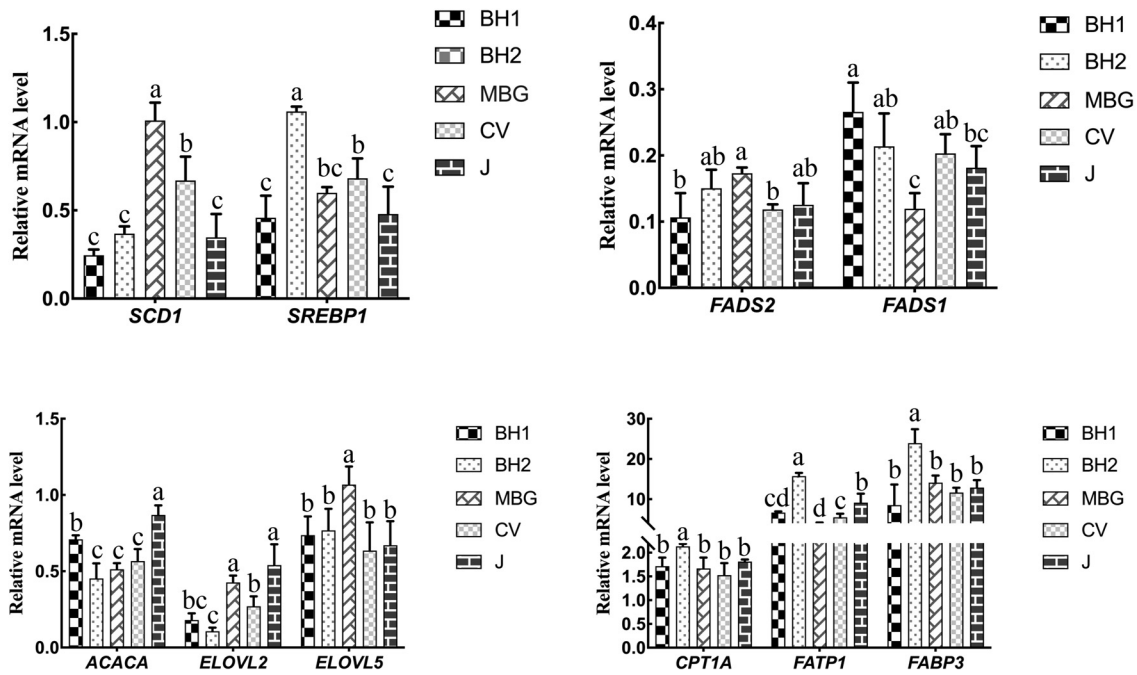 Relative mRNA level
1.5
1.0
0.5
0.0
c c a b c
c a bc b c
SCD1 SREBP1
BH1
BH2
MBG
CV
J
Relative mRNA level
0.4
0.3
0.2
0.1
0.0
b ab a b ab
a ab c ab bc
FADS2 FADS1
BH1
BH2
MBG
CV
J
Relative mRNA level
1.5
1.0
0.5
0.0
b c c c a
bc c a b a
b b a b b
ACACA ELOVL2 ELOVL5
BH1
BH2
MBG
CV
J
Relative mRNA level
30
20
10
2.0
1.5
1.0
0.5
0.0
b a b b b
cd a d c b
b a b b b
CPT1A FATP1 FABP3
BH1
BH2
MBG
CV
J